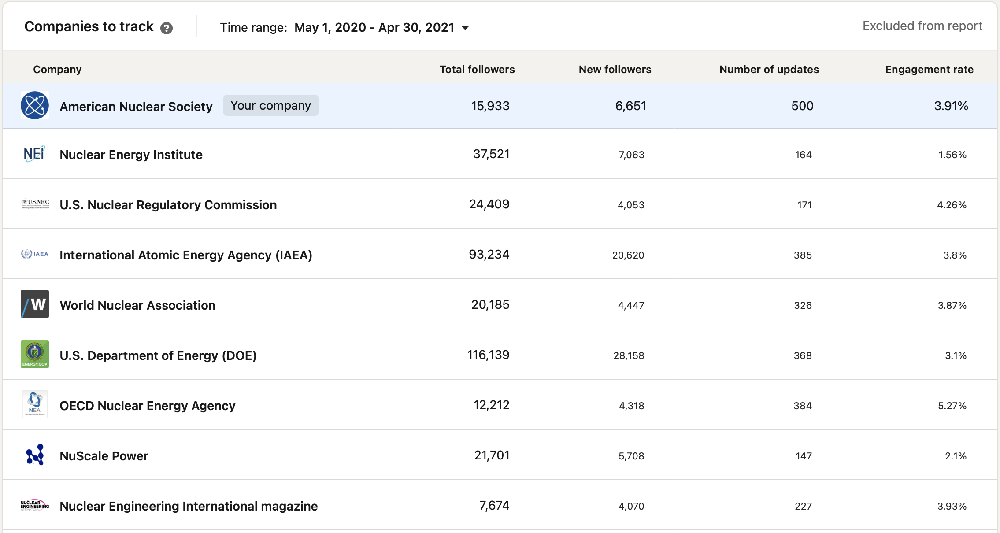 Companies to track ? Time range: May 1, 2020 - Apr 30, 2021 Excluded from report
Company Total followers New followers Number of updates Engagement rate
American Nuclear Society Your company 15,933 6,651 500 3.91%
NEI Nuclear Energy Institute 37,521 7,063 164 1.56%
U.S.NRC U.S. Nuclear Regulatory Commission 24,409 4,053 171 4.26%
IAEA International Atomic Energy Agency (IAEA) 93,234 20,620 385 3.8%
W World Nuclear Association 20,185 4,447 326 3.87%
ENERGY.GOV U.S. Department of Energy (DOE) 116,139 28,158 368 3.1%
NEA
Nuclear Energy Agency
OECD Nuclear Energy Agency 12,212 4,318 384 5.27%
NuScale Power 21,701 5,708 147 2.1%
NUCLEAR
ENGINEERING
INTERNATIONAL
Nuclear Engineering International magazine 7,674 4,070 227 3.93%